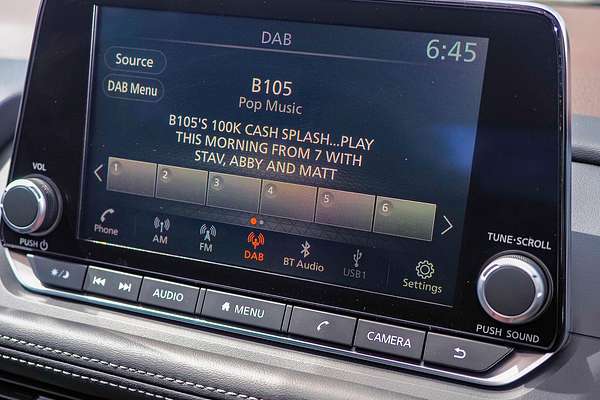 DAB
6:45
Source
DAB Menu
B105
Pop Music
B105'S 100K CASH SPLASH...PLAY
THIS MORNING FROM 7 WITH
STAV, ABBY AND MATT
1 2 3 4 5 6
Phone
AM
FM
DAB
BT Audio
USB1
Settings
VOL
PUSH
TUNE·SCROLL
PUSH SOUND
AUDIO
MENU
CAMERA